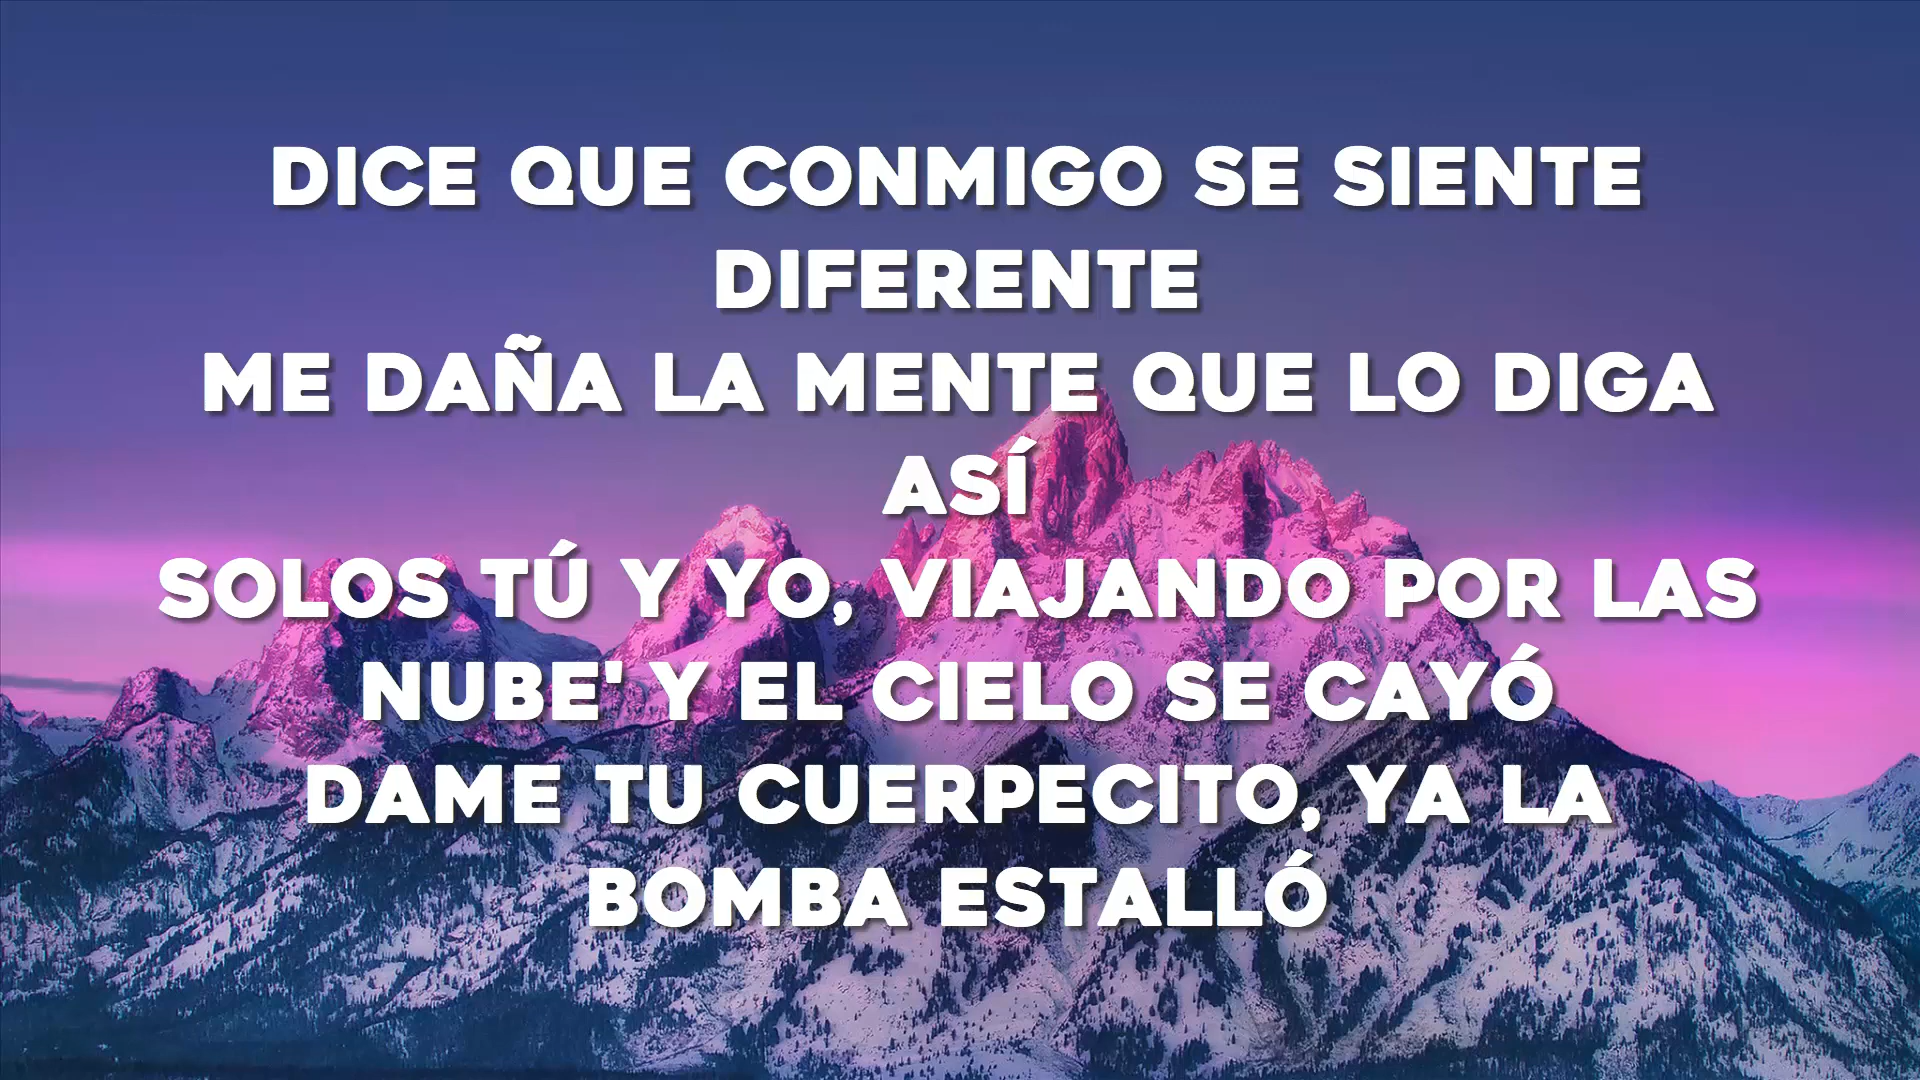 DICE QUE CONMIGO SE SIENTE
DIFERENTE
ME DAÑA LA MENTE QUE LO DIGA
ASÍ
SOLOS TÚ Y YO, VIAJANDO POR LAS
NUBE' Y EL CIELO SE CAYÓ
DAME TU CUERPECITO, YA LA
BOMBA ESTALLÓ